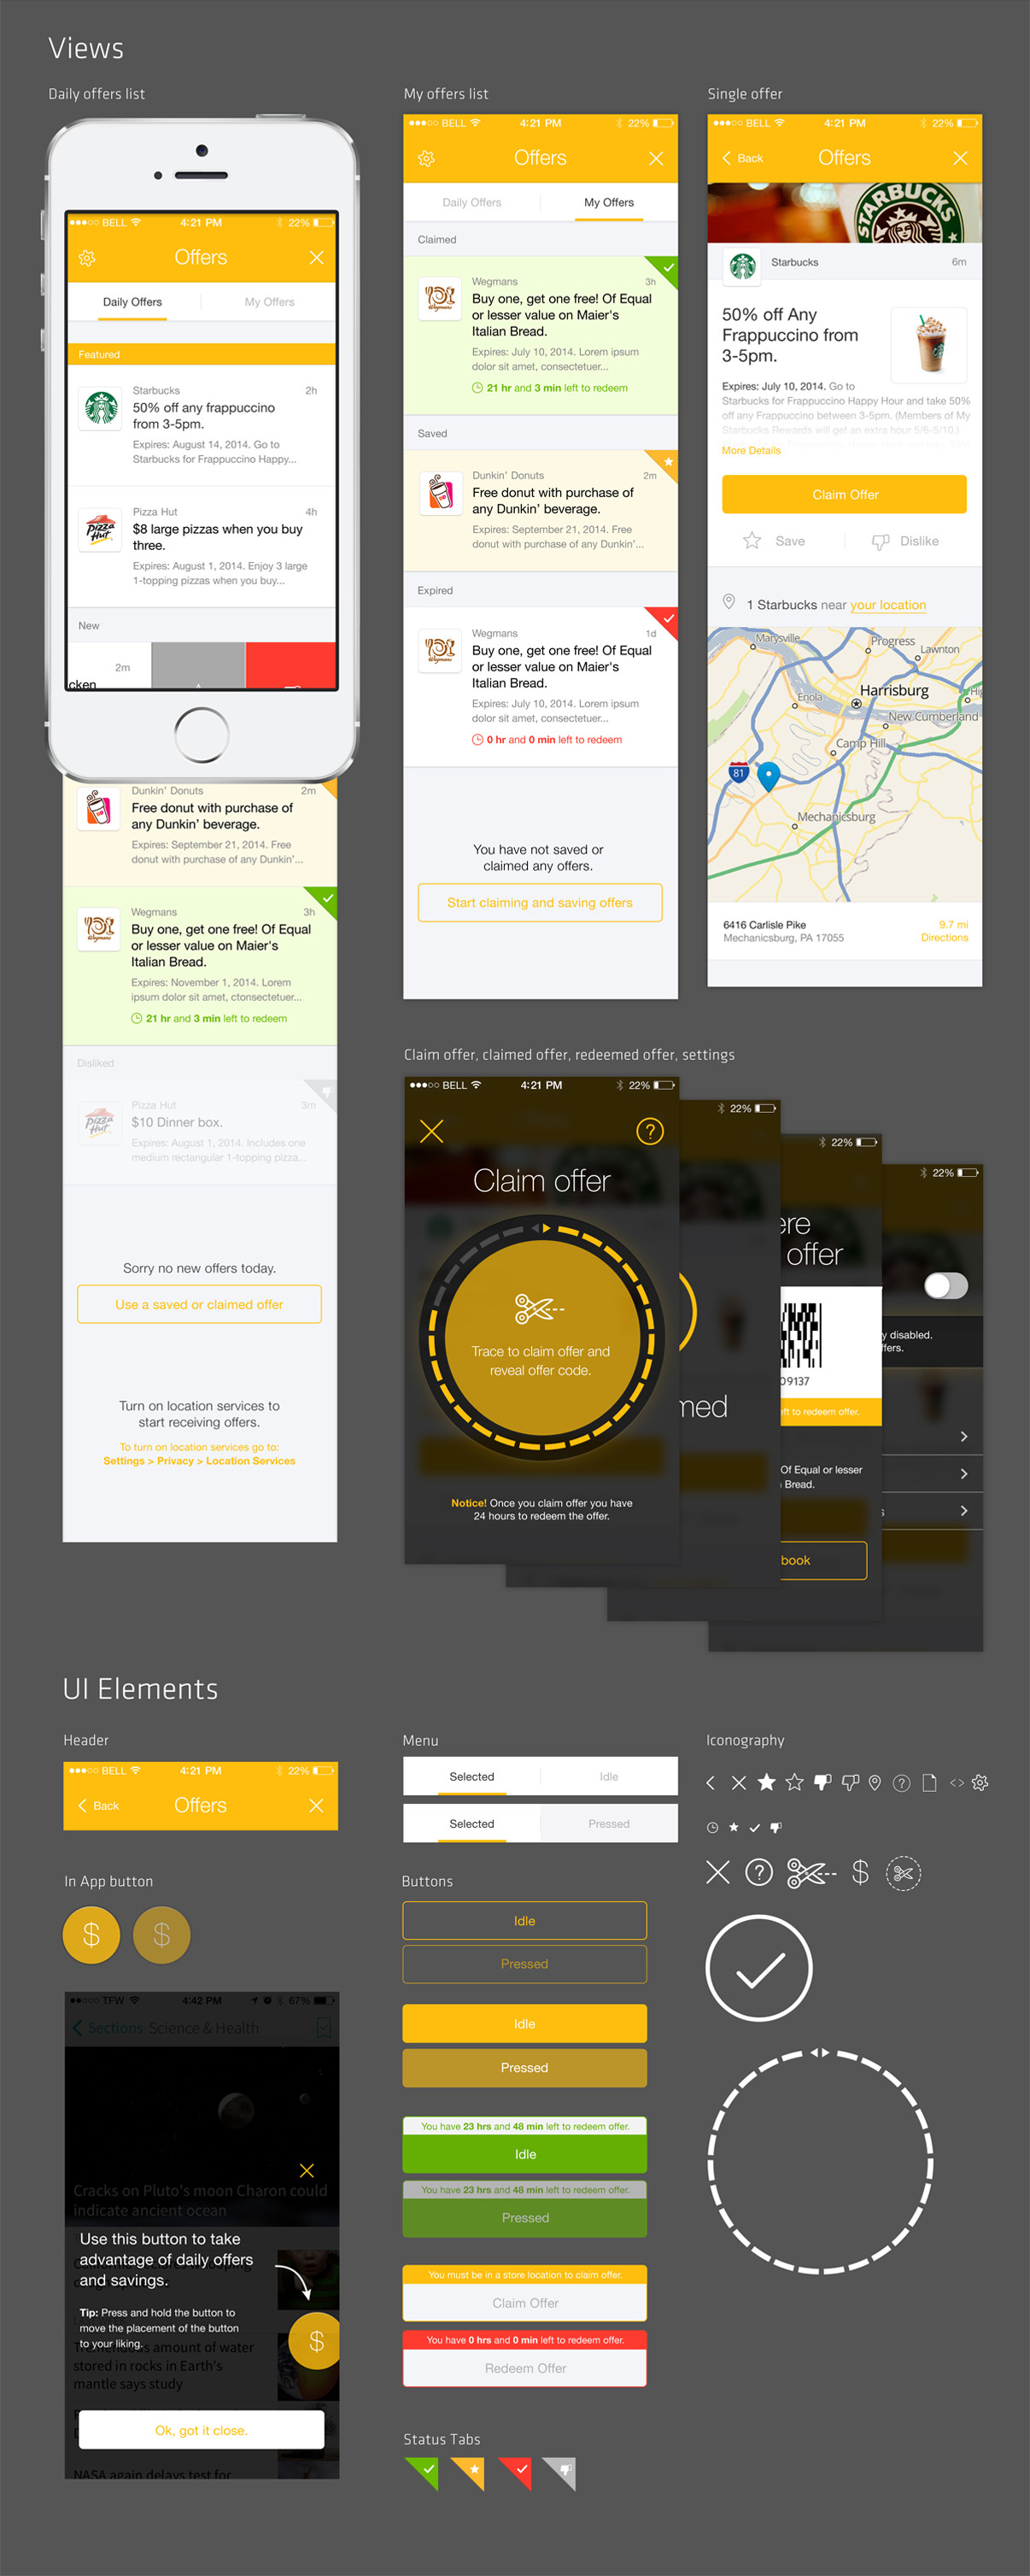 Views
Daily offers list
BELL 4:21 PM 22%
Offers
Daily Offers My Offers
Featured
Starbucks 2h
50% off any frappuccino
from 3-5pm.
Expires: August 14, 2014. Go to
Starbucks for Frappuccino Happy...
Pizza Hut 4h
$8 large pizzas when you buy
three.
Expires: August 1, 2014. Enjoy 3 large
1-topping pizzas when you buy...
New
2m
cken
Dunkin' Donuts 2m
Free donut with purchase of
any Dunkin' beverage.
Expires: September 21, 2014. Free
donut with purchase of any Dunkin'...
Wegmans 3h
Buy one, get one free! Of Equal
or lesser value on Maier's
Italian Bread.
Expires: November 1, 2014. Lorem
ipsum dolor sit amet, ctonsectetuer...
21 hr and 3 min left to redeem
Disliked
Pizza Hut 3m
$10 Dinner box.
Expires: August 1, 2014. Includes one
medium rectangular 1-topping pizza...
Sorry no new offers today.
Use a saved or claimed offer
Turn on location services to
start receiving offers.
To turn on location services go to:
Settings > Privacy > Location Services
My offers list
BELL 4:21 PM 22%
Offers
Daily Offers My Offers
Claimed
Wegmans 3h
Buy one, get one free! Of Equal
or lesser value on Maier's
Italian Bread.
Expires: July 10, 2014. Lorem ipsum
dolor sit amet, consectetuer...
21 hr and 3 min left to redeem
Saved
Dunkin' Donuts 2m
Free donut with purchase of
any Dunkin' beverage.
Expires: September 21, 2014. Free
donut with purchase of any Dunkin'...
Expired
Wegmans 1d
Buy one, get one free! Of Equal
or lesser value on Maier's
Italian Bread.
Expires: July 10, 2014. Lorem ipsum
dolor sit amet, consectetuer...
0 hr and 0 min left to redeem
You have not saved or
claimed any offers.
Start claiming and saving offers
Single offer
BELL 4:21 PM 22%
Back Offers
STARBUCKS
Starbucks 6m
50% off Any
Frappuccino from
3-5pm.
Expires: July 10, 2014. Go to
Starbucks for Frappuccino Happy Hour and take 50%
off any Frappuccino between 3-5pm. (Members of My
Starbucks Rewards will get an extra hour 5/6-5/10.)
More Details
Claim Offer
Save Dislike
1 Starbucks near your location
Marysville
Progress
Lawnton
Enola
Harrisburg
New Cumberland
Camp Hill
81
Mechanicsburg
6416 Carlisle Pike 9.7 mi
Mechanicsburg, PA 17055 Directions
Claim offer, claimed offer, redeemed offer, settings
BELL 4:21 PM 22%
Claim offer
Trace to claim offer and
reveal offer code.
Notice! Once you claim offer you have
24 hours to redeem the offer.
22%
med
22%
ere
offer
09137
ft to redeem offer.
Of Equal or lesser
Bread.
book
22%
y disabled.
ffers.
s
UI Elements
Header
BELL 4:21 PM 22%
Back Offers
In App button
$ $
TFW 4:42 PM 67%
Sections Science & Health
Cracks on Pluto's moon Charon could
indicate ancient ocean
Use this button to take
advantage of daily offers
and savings.
Tip: Press and hold the button to
move the placement of the button
to your liking.
$
amount of water
stored in rocks in Earth's
mantle says study
Ok, got it close.
NASA again delays test for
Menu
Selected Idle
Selected Pressed
Buttons
Idle
Pressed
Idle
Pressed
You have 23 hrs and 48 min left to redeem offer.
Idle
You have 23 hrs and 48 min left to redeem offer.
Pressed
You must be in a store location to claim offer.
Claim Offer
You have 0 hrs and 0 min left to redeem offer.
Redeem Offer
Status Tabs
Iconography
?
? $